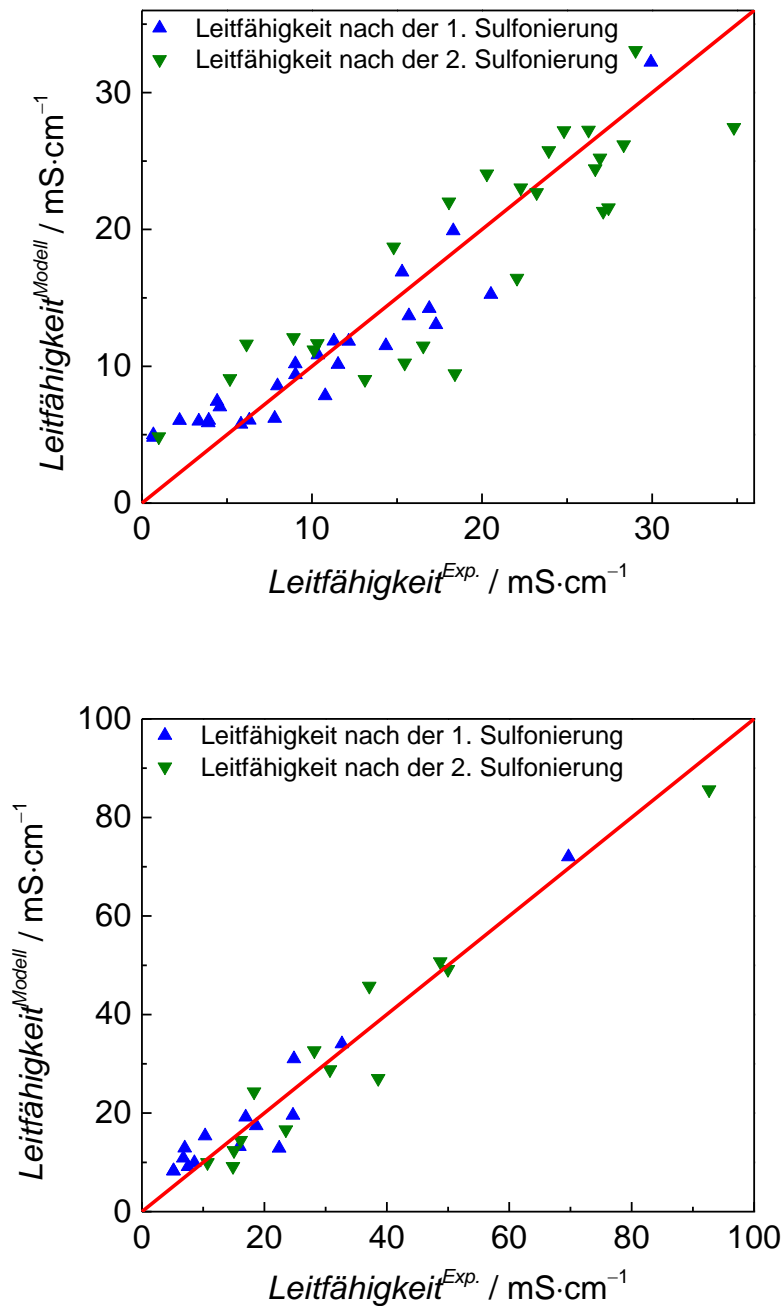 Leitfähigkeit nach der 1. Sulfonierung
Leitfähigkeit nach der 2. Sulfonierung
30
20
10
0
Leitfähigkeit^Modell / mS·cm⁻¹
0 10 20 30
Leitfähigkeit^Exp. / mS·cm⁻¹
100
Leitfähigkeit nach der 1. Sulfonierung
Leitfähigkeit nach der 2. Sulfonierung
80
60
40
20
0
Leitfähigkeit^Modell / mS·cm⁻¹
0 20 40 60 80 100
Leitfähigkeit^Exp. / mS·cm⁻¹